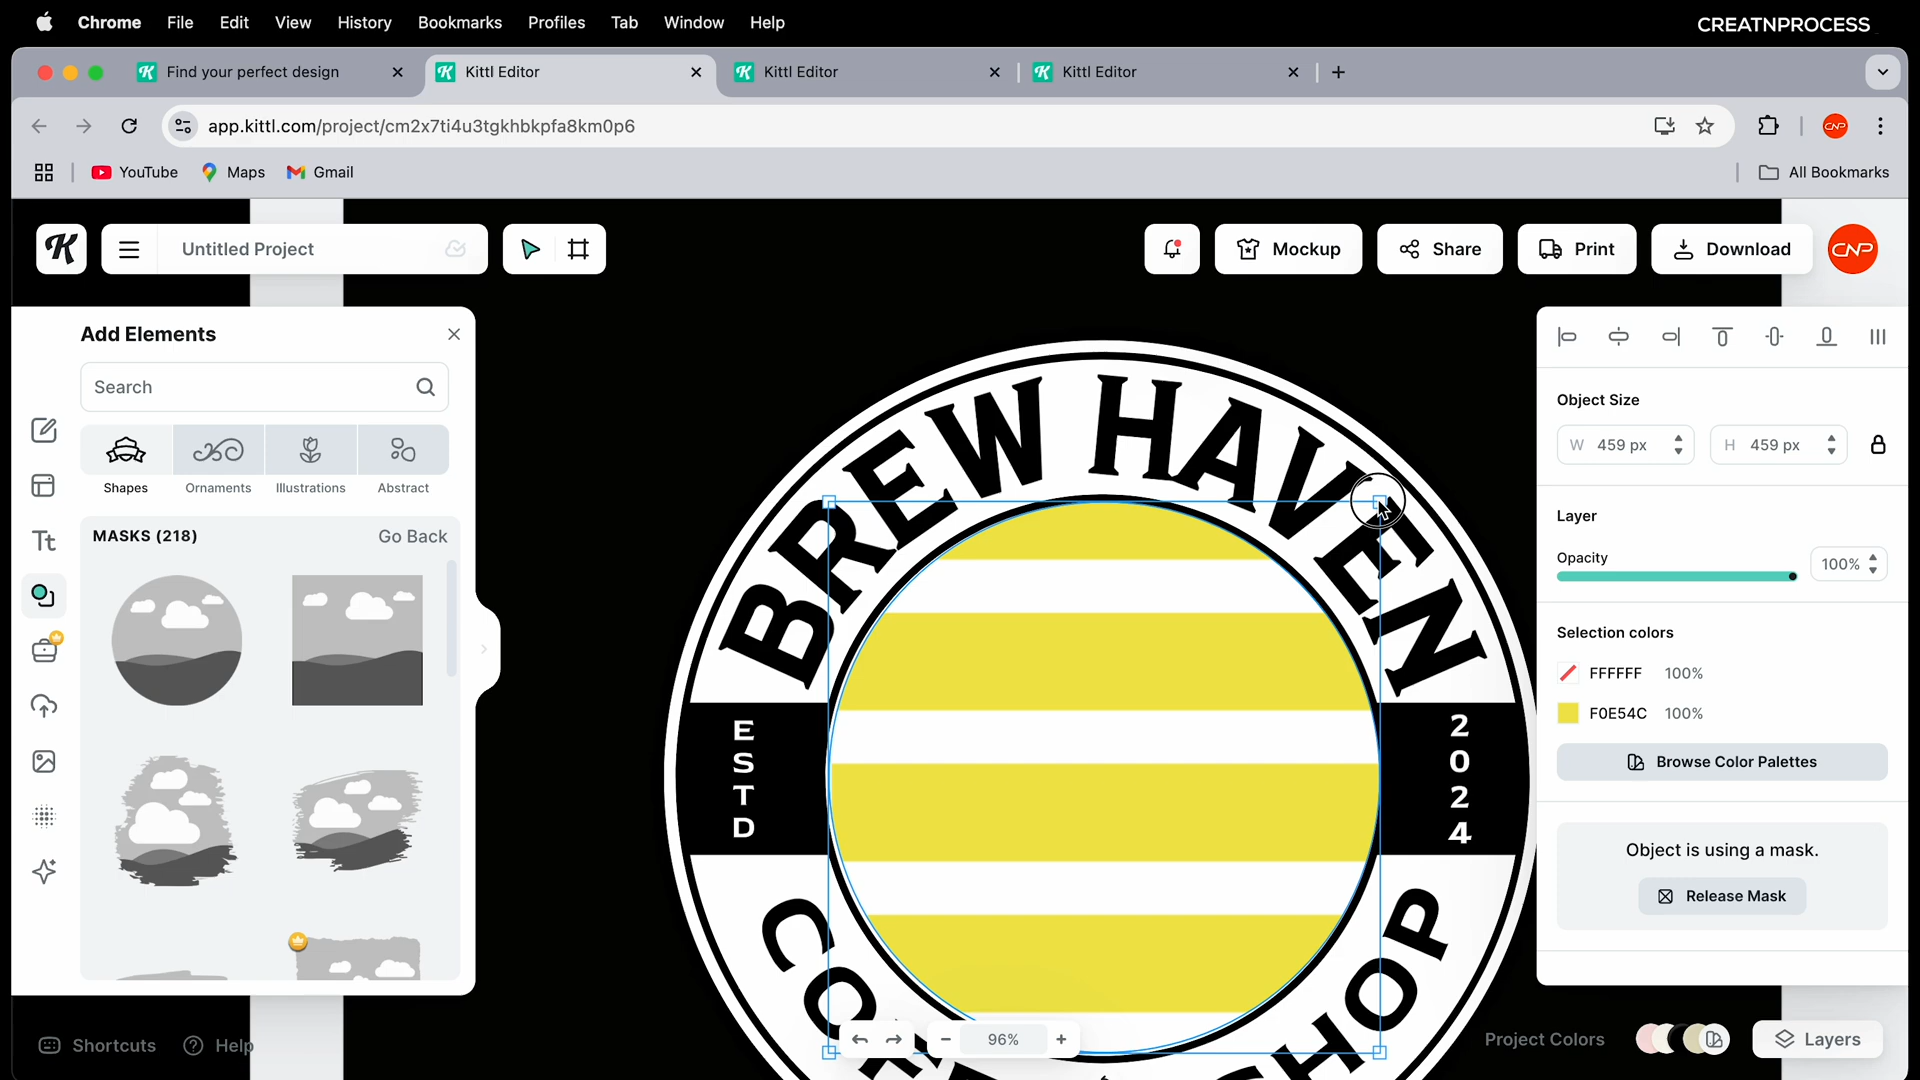 Chrome File Edit View History Bookmarks Profiles Tab Window Help
CREATNPROCESS
Find your perfect design
Kittl Editor
Kittl Editor
Kittl Editor
app.kittl.com/project/cm2x7ti4u3tgkhbkpfa8km0p6
CNP
YouTube
Maps
Gmail
All Bookmarks
K
Untitled Project
Mockup
Share
Print
Download
CNP
Add Elements
Search
Shapes
Ornaments
Illustrations
Abstract
MASKS (218)
Go Back
Tt
BREW HAVEN
ESTD
2024
SHOP
Object Size
W 459 px
H 459 px
Layer
Opacity
100%
Selection colors
FFFFFF 100%
F0E54C 100%
Browse Color Palettes
Object is using a mask.
Release Mask
Shortcuts
Help
96%
Project Colors
Layers